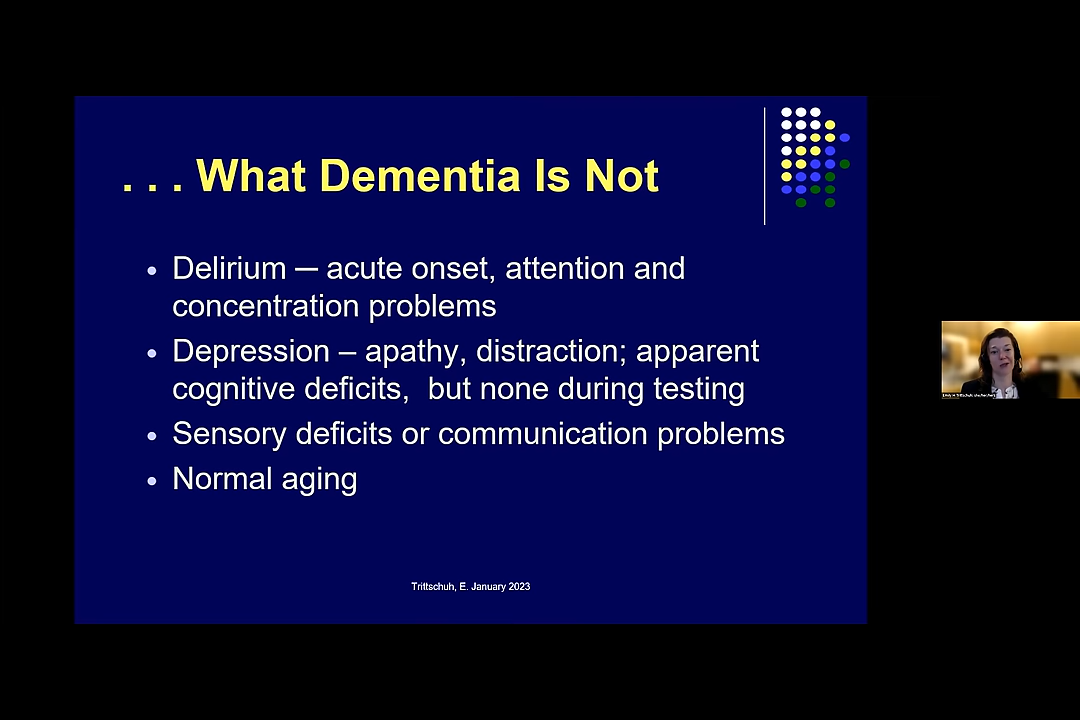 . . . What Dementia Is Not
• Delirium — acute onset, attention and
concentration problems
• Depression – apathy, distraction; apparent
cognitive deficits,  but none during testing
• Sensory deficits or communication problems
• Normal aging
Trittschuh, E. January 2023